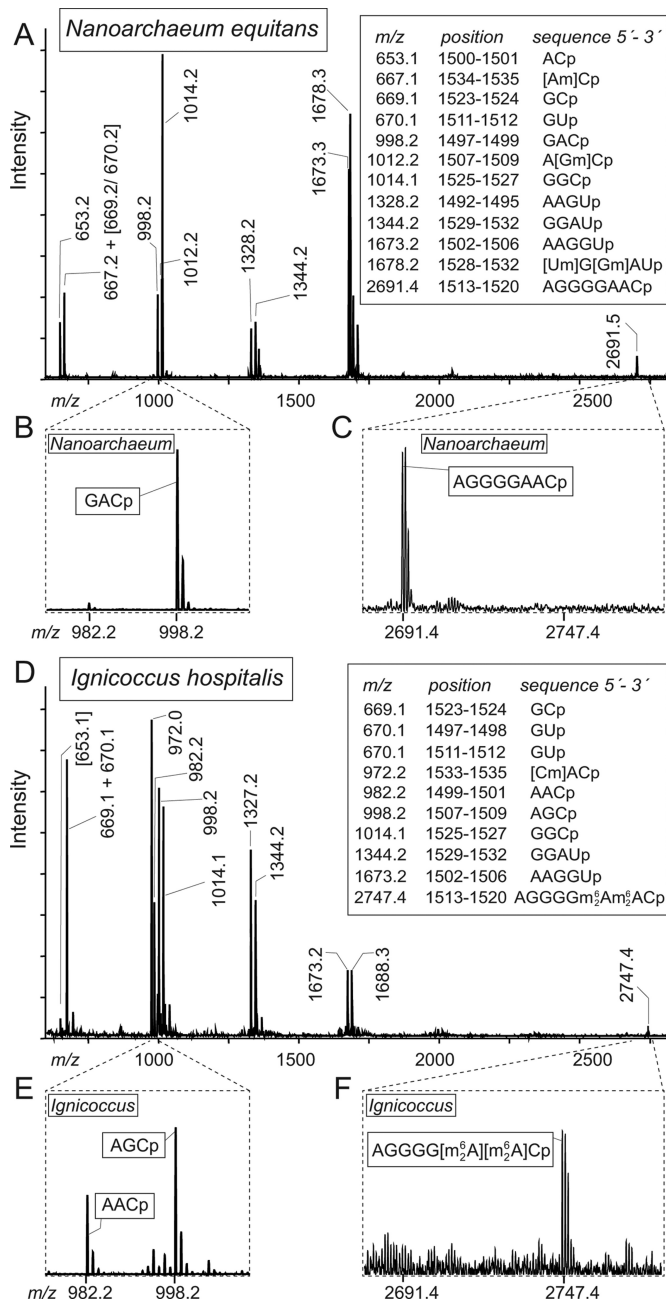 A
Nanoarchaeum equitans
Intensity
653.2
667.2 + [669.2/ 670.2]
998.2
1014.2
1012.2
1328.2
1344.2
1673.3
1678.3
2691.5
m/z position sequence 5´- 3´
653.1 1500-1501 ACp
667.1 1534-1535 [Am]Cp
669.1 1523-1524 GCp
670.1 1511-1512 GUp
998.2 1497-1499 GACp
1012.2 1507-1509 A[Gm]Cp
1014.1 1525-1527 GGCp
1328.2 1492-1495 AAGUp
1344.2 1529-1532 GGAUp
1673.2 1502-1506 AAGGUp
1678.2 1528-1532 [Um]G[Gm]AUp
2691.4 1513-1520 AGGGGAACp
m/z 1000 1500 2000 2500
B
Nanoarchaeum
GACp
m/z 982.2 998.2
C
Nanoarchaeum
AGGGGAACp
2691.4 2747.4
D
Ignicoccus hospitalis
Intensity
[653.1]
669.1 + 670.1
972.0
982.2
998.2
1014.1
1327.2
1344.2
1673.2
1688.3
2747.4
m/z position sequence 5´- 3´
669.1 1523-1524 GCp
670.1 1497-1498 GUp
670.1 1511-1512 GUp
972.2 1533-1535 [Cm]ACp
982.2 1499-1501 AACp
998.2 1507-1509 AGCp
1014.1 1525-1527 GGCp
1344.2 1529-1532 GGAUp
1673.2 1502-1506 AAGGUp
2747.4 1513-1520 AGGGGm⁶₂Am⁶₂ACp
m/z 1000 1500 2000 2500
E
Ignicoccus
AGCp
AACp
m/z 982.2 998.2
F
Ignicoccus
AGGGG[m⁶₂A][m⁶₂A]Cp
2691.4 2747.4